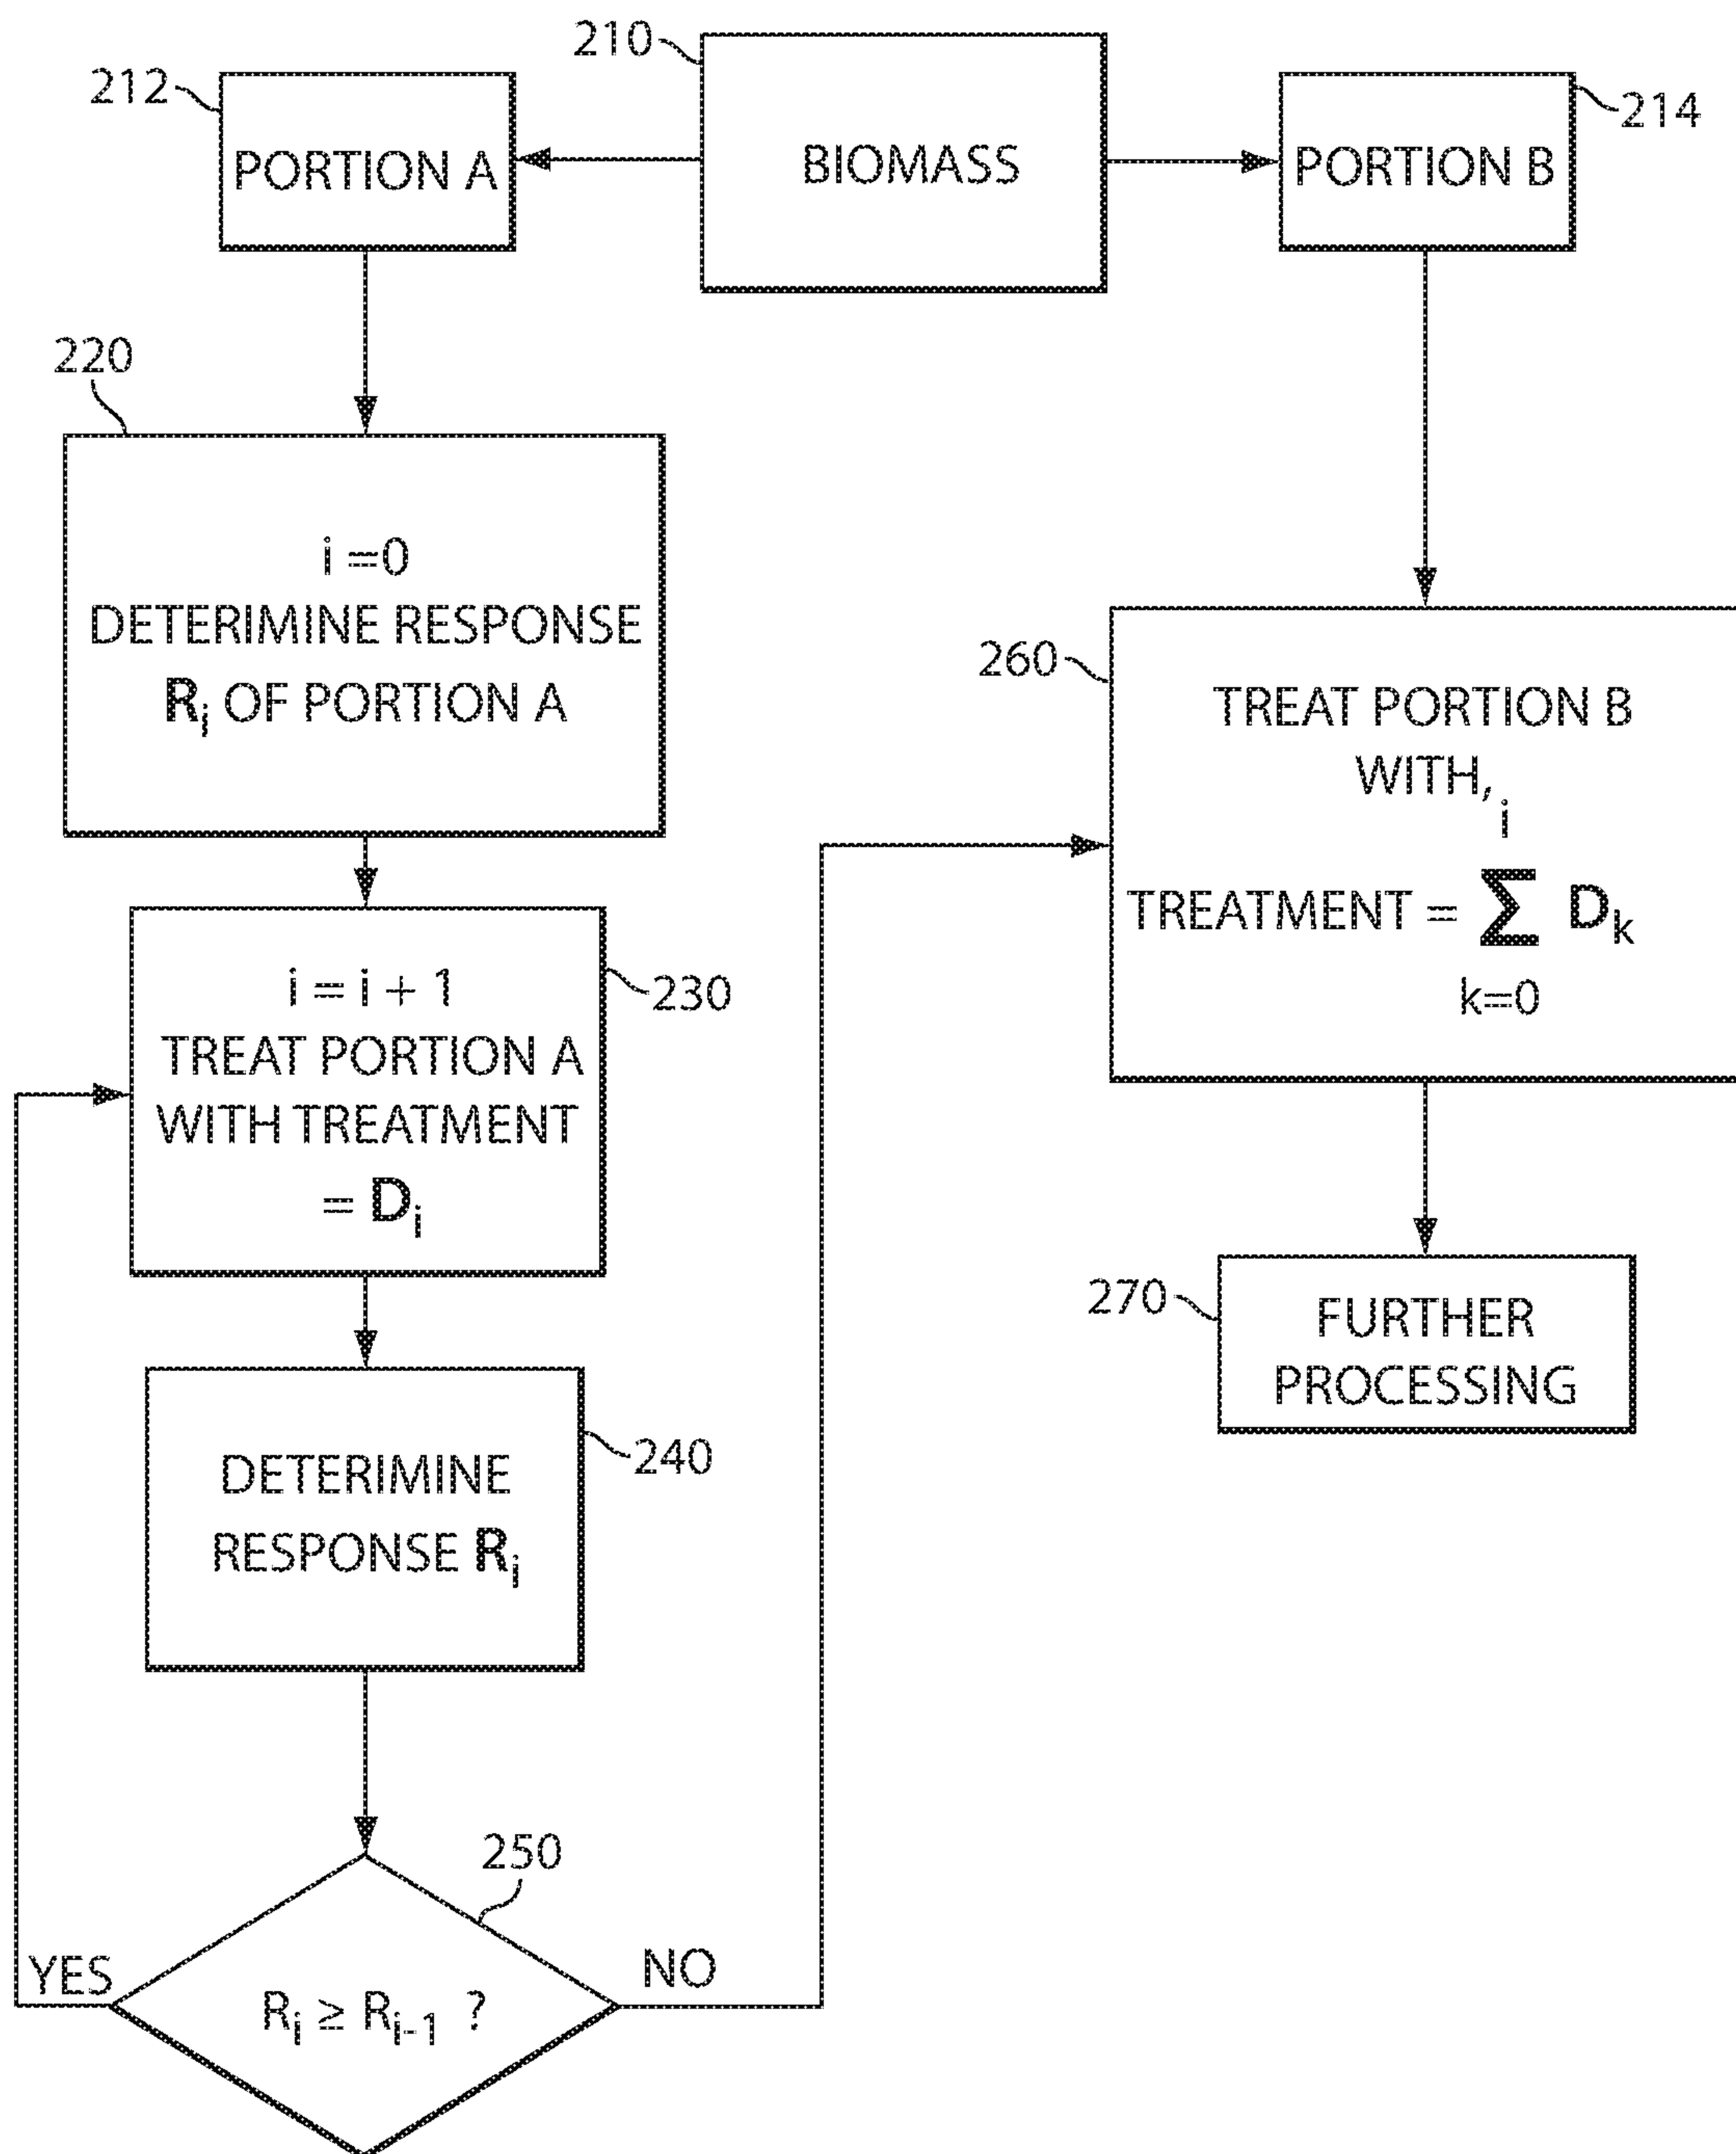 210
212
PORTION A
BIOMASS
PORTION B
214
220
i =0
DETERIMINE RESPONSE
Ri OF PORTION A
230
i = i + 1
TREAT PORTION A
WITH TREATMENT
= Di
240
DETERIMINE
RESPONSE Ri
250
YES
Ri ≥ Ri-1 ?
NO
260
TREAT PORTION B
WITH,
i
TREATMENT = Σ Dk
k=0
270
FURTHER
PROCESSING